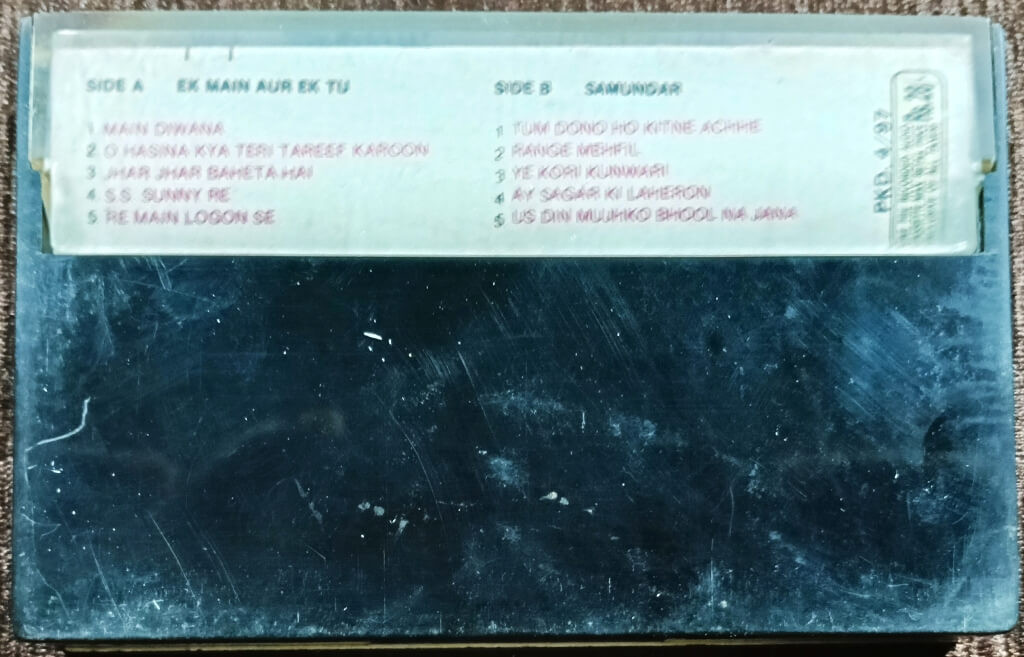 SIDE A EK MAIN AUR EK TU
1 MAIN DIWANA
2 O HASINA KYA TERI TAREEF KAROON
3 JHAR JHAR BAHETA HAI
4 S.S. SUNNY RE
5 RE MAIN LOGON SE
SIDE B SAMUNDAR
1 TUM DONO HO KITNE ACHHE
2 RANGE MEHFIL
3 YE KORI KUNWARI
4 AY SAGAR KI LAHERON
5 US DIN MUJHKO BHOOL NA JANA
PKD. 4/97